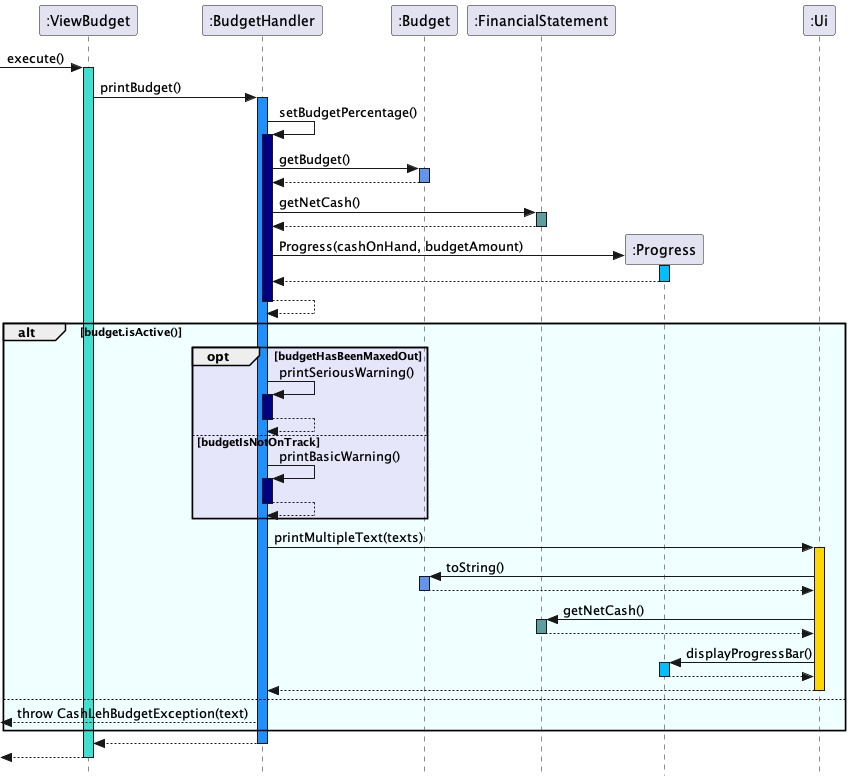 :ViewBudget
:BudgetHandler
:Budget
:FinancialStatement
:Ui
execute()
printBudget()
setBudgetPercentage()
getBudget()
getNetCash()
Progress(cashOnHand, budgetAmount)
:Progress
alt
[budget.isActive()]
opt
[budgetHasBeenMaxedOut]
printSeriousWarning()
[budgetIsNotOnTrack]
printBasicWarning()
printMultipleText(texts)
toString()
getNetCash()
displayProgressBar()
throw CashLehBudgetException(text)